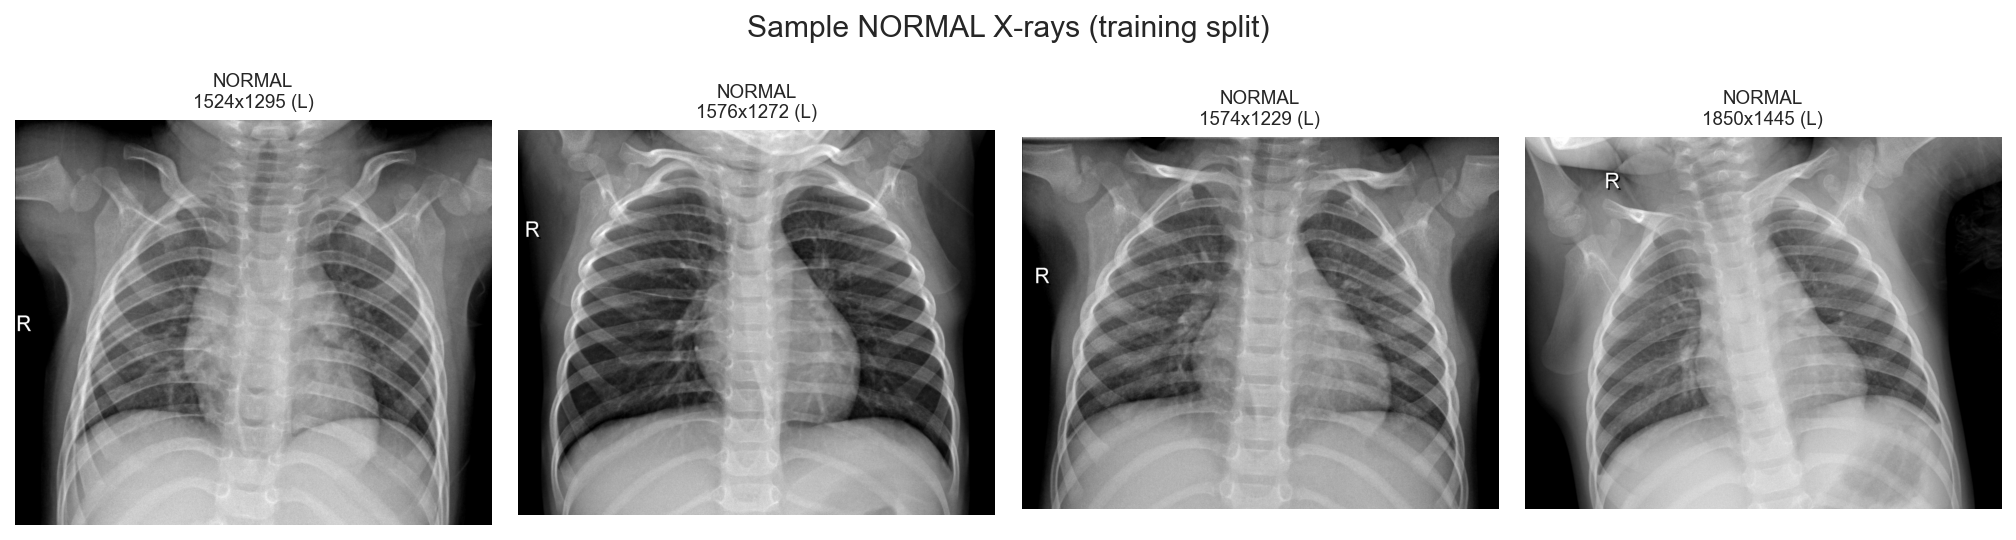 Sample NORMAL X-rays (training split)
NORMAL
1524x1295 (L)
NORMAL
1576x1272 (L)
NORMAL
1574x1229 (L)
NORMAL
1850x1445 (L)
R
R
R
R